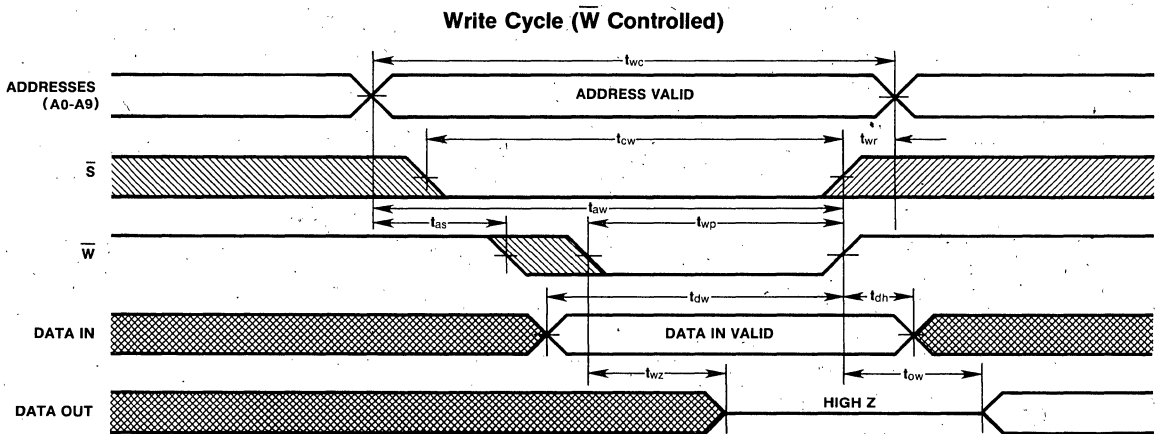 Write Cycle (W̅ Controlled)
twc
ADDRESSES
(A0-A9)
ADDRESS VALID
tcw
twr
S̅
taw
tas
twp
W̅
tdw
tdh
DATA IN
DATA IN VALID
twz
tow
DATA OUT
HIGH Z